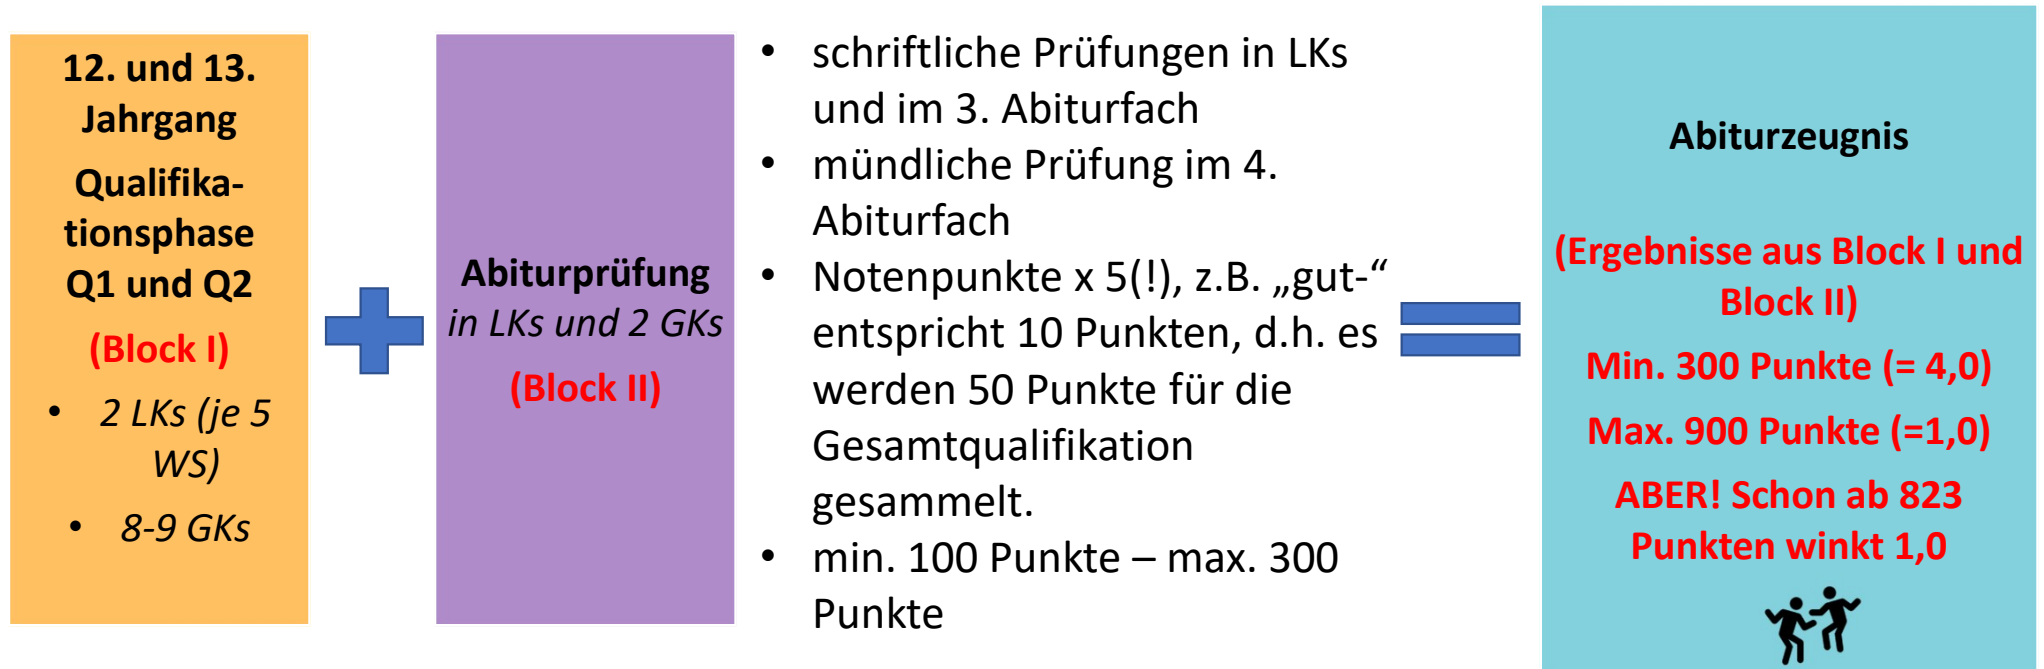 12. und 13.
Jahrgang
Qualifika-
tionsphase
Q1 und Q2
(Block I)
• 2 LKs (je 5
WS)
• 8-9 GKs
Abiturprüfung
in LKs und 2 GKs
(Block II)
• schriftliche Prüfungen in LKs
und im 3. Abiturfach
• mündliche Prüfung im 4.
Abiturfach
• Notenpunkte x 5(!), z.B. „gut-“
entspricht 10 Punkten, d.h. es
werden 50 Punkte für die
Gesamtqualifikation
gesammelt.
• min. 100 Punkte – max. 300
Punkte
Abiturzeugnis
(Ergebnisse aus Block I und
Block II)
Min. 300 Punkte (= 4,0)
Max. 900 Punkte (=1,0)
ABER! Schon ab 823
Punkten winkt 1,0